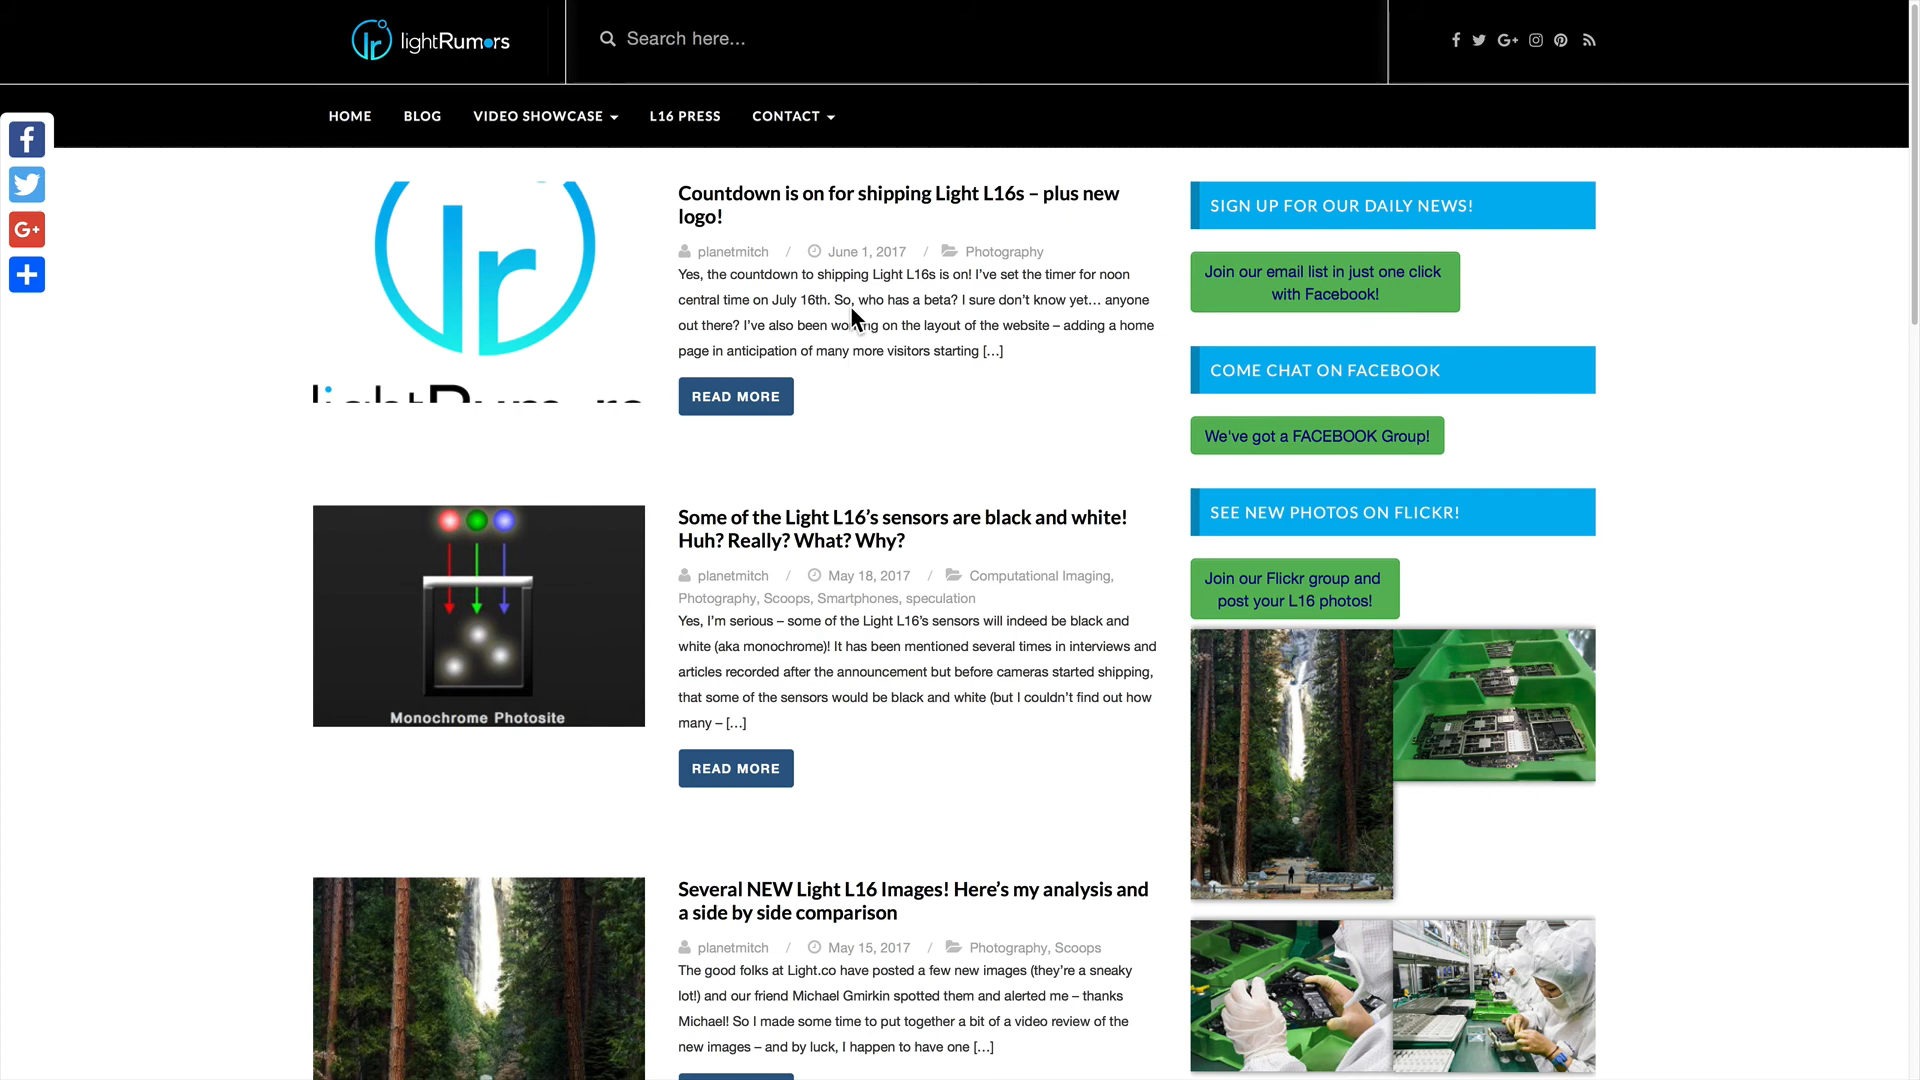 lightRumors
Search here...
HOME
BLOG
VIDEO SHOWCASE
L16 PRESS
CONTACT
Countdown is on for shipping Light L16s – plus new
logo!
planetmitch / June 1, 2017 / Photography
Yes, the countdown to shipping Light L16s is on! I’ve set the timer for noon
central time on July 16th. So, who has a beta? I sure don’t know yet… anyone
out there? I’ve also been working on the layout of the website – adding a home
page in anticipation of many more visitors starting […]
READ MORE
Some of the Light L16’s sensors are black and white!
Huh? Really? What? Why?
planetmitch / May 18, 2017 / Computational Imaging,
Photography, Scoops, Smartphones, speculation
Yes, I’m serious – some of the Light L16’s sensors will indeed be black and
white (aka monochrome)! It has been mentioned several times in interviews and
articles recorded after the announcement but before cameras started shipping,
that some of the sensors would be black and white (but I couldn’t find out how
many – […]
READ MORE
Monochrome Photosite
Several NEW Light L16 Images! Here’s my analysis and
a side by side comparison
planetmitch / May 15, 2017 / Photography, Scoops
The good folks at Light.co have posted a few new images (they’re a sneaky
lot!) and our friend Michael Gmirkin spotted them and alerted me – thanks
Michael! So I made some time to put together a bit of a video review of the
new images – and by luck, I happen to have one […]
SIGN UP FOR OUR DAILY NEWS!
Join our email list in just one click
with Facebook!
COME CHAT ON FACEBOOK
We've got a FACEBOOK Group!
SEE NEW PHOTOS ON FLICKR!
Join our Flickr group and
post your L16 photos!